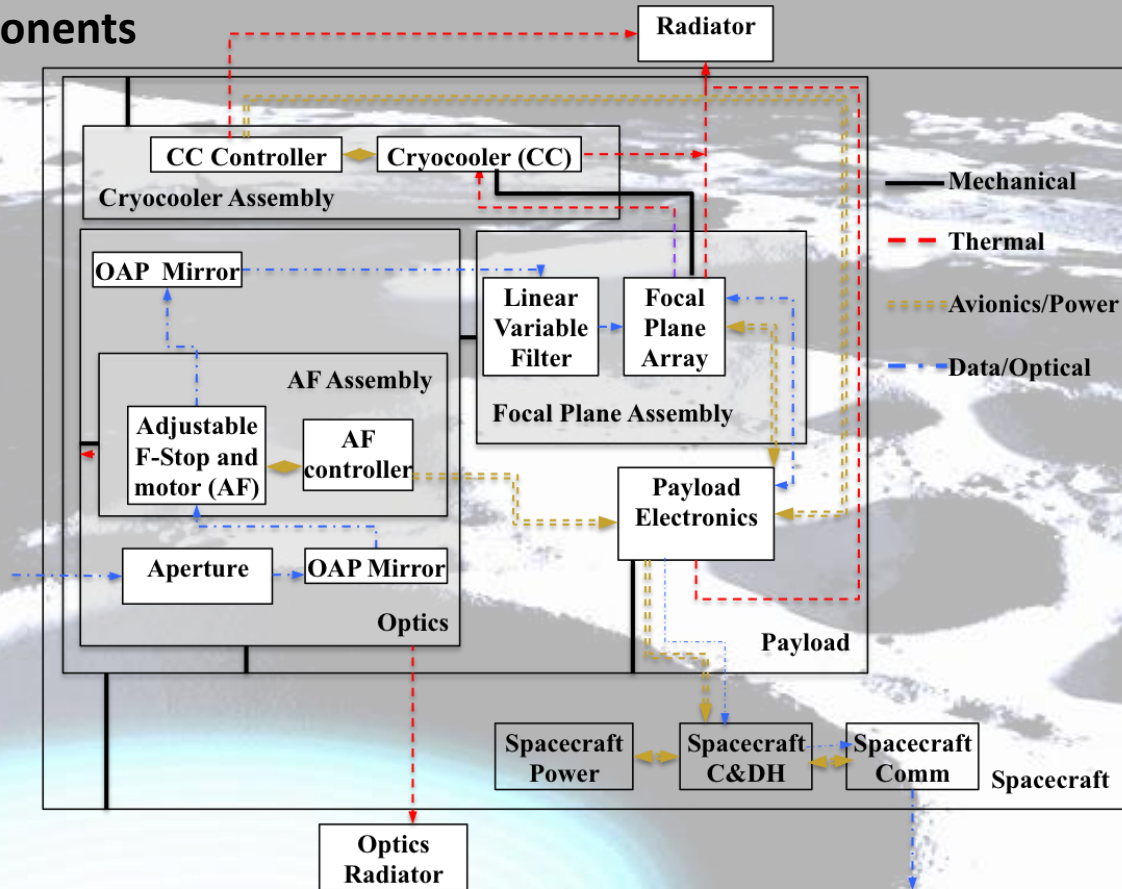 onents
Radiator
CC Controller
Cryocooler (CC)
Cryocooler Assembly
Mechanical
Thermal
Avionics/Power
Data/Optical
OAP Mirror
Linear
Variable
Filter
Focal
Plane
Array
Focal Plane Assembly
AF Assembly
Adjustable
F-Stop and
motor (AF)
AF
controller
Payload
Electronics
Aperture
OAP Mirror
Optics
Payload
Spacecraft
Power
Spacecraft
C&DH
Spacecraft
Comm
Spacecraft
Optics
Radiator